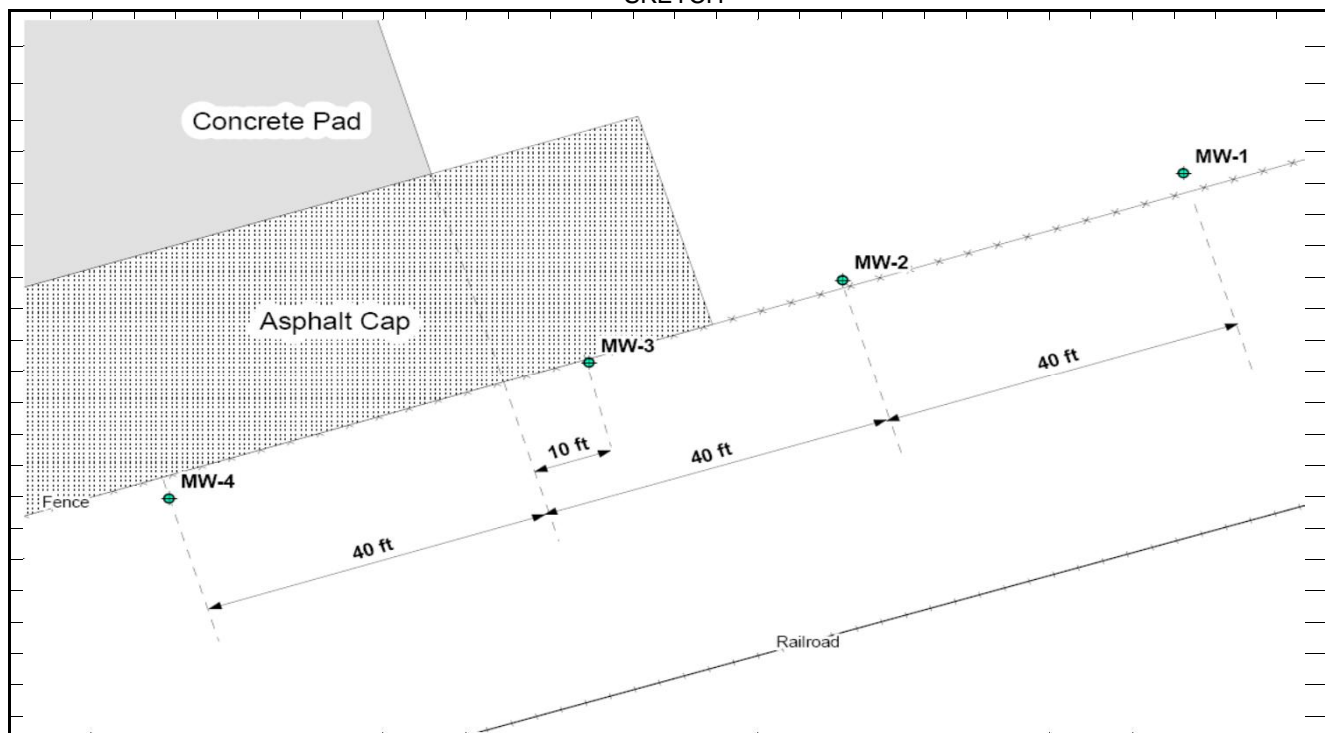 Concrete Pad
MW-1
MW-2
Asphalt Cap
MW-3
40 ft
10 ft
40 ft
MW-4
Fence
40 ft
Railroad